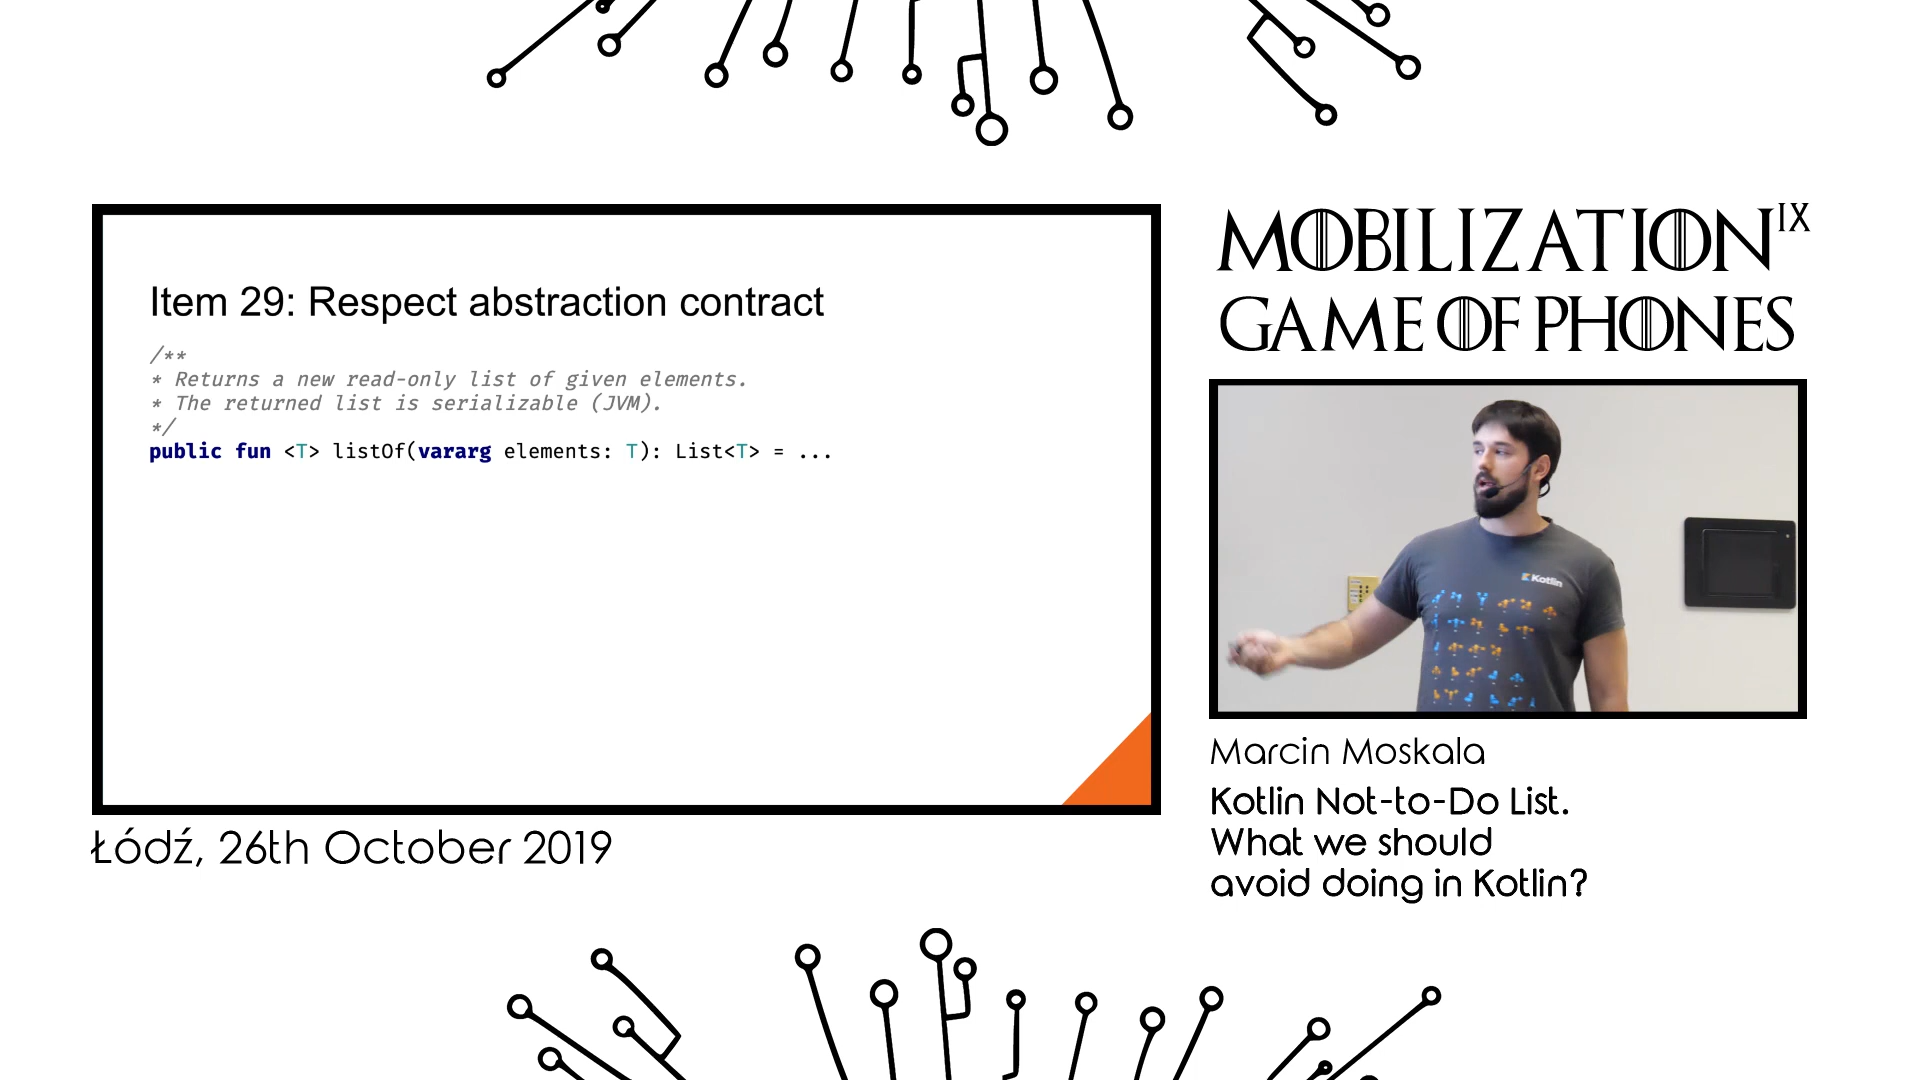 Item 29: Respect abstraction contract
/**
* Returns a new read-only list of given elements.
* The returned list is serializable (JVM).
*/
public fun <T> listOf(vararg elements: T): List<T> = ...
Łódź, 26th October 2019
MOBILIZATION IX
GAME OF PHONES
Kotlin
Marcin Moskala
Kotlin Not-to-Do List.
What we should
avoid doing in Kotlin?